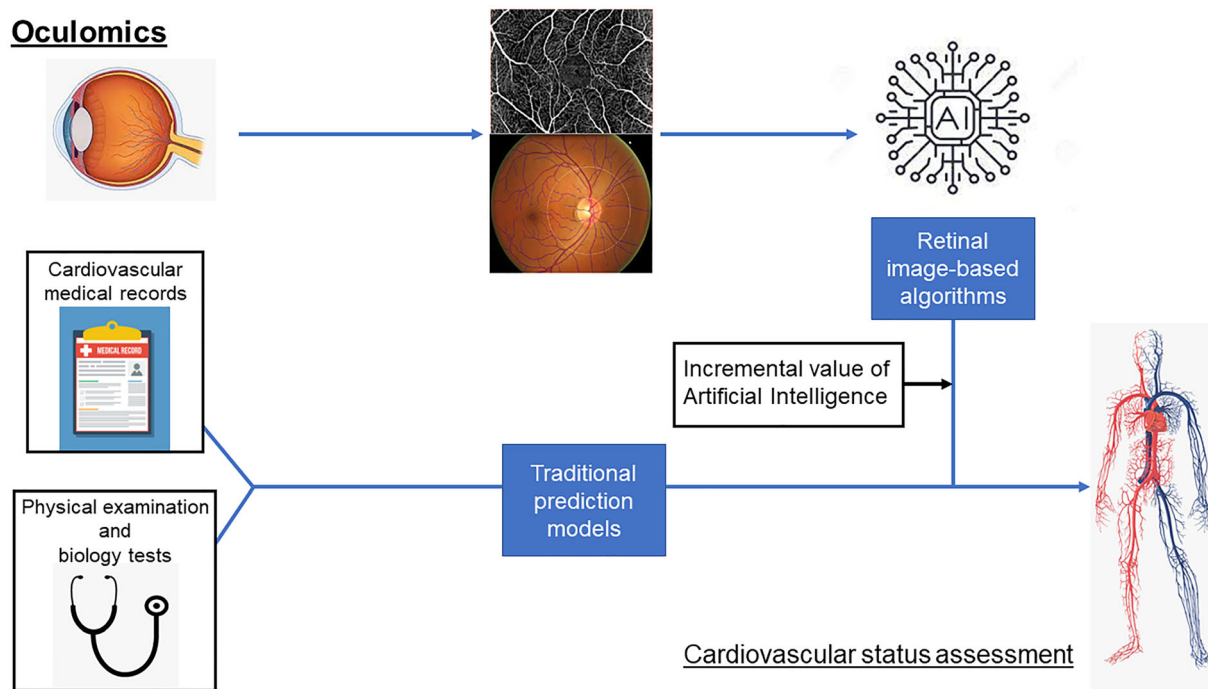 Oculomics
AI
Retinal
image-based
algorithms
Cardiovascular
medical records
MEDICAL RECORD
Incremental value of
Artificial Intelligence
Traditional
prediction
models
Physical examination
and
biology tests
Cardiovascular status assessment